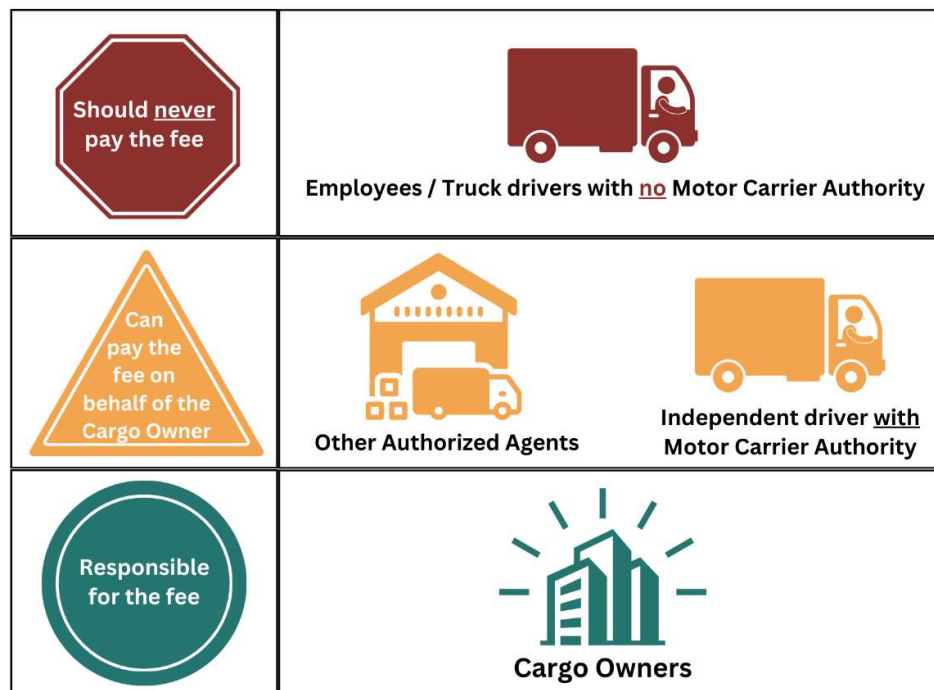 Should never
pay the fee
Employees / Truck drivers with no Motor Carrier Authority
Can
pay the
fee on
behalf of the
Cargo Owner
Other Authorized Agents
Independent driver with
Motor Carrier Authority
Responsible
for the fee
Cargo Owners